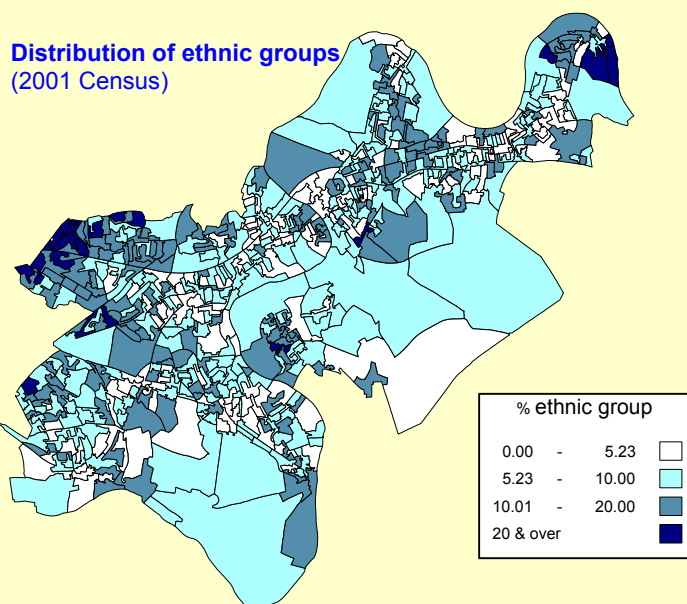 Distribution of ethnic groups
(2001 Census)
% ethnic group
0.00 - 5.23
5.23 - 10.00
10.01 - 20.00
20 & over